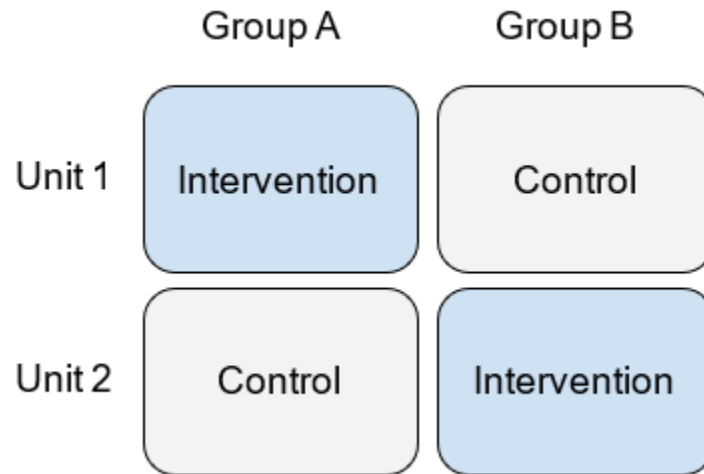 Group A Group B
Unit 1 Intervention Control
Unit 2 Control Intervention